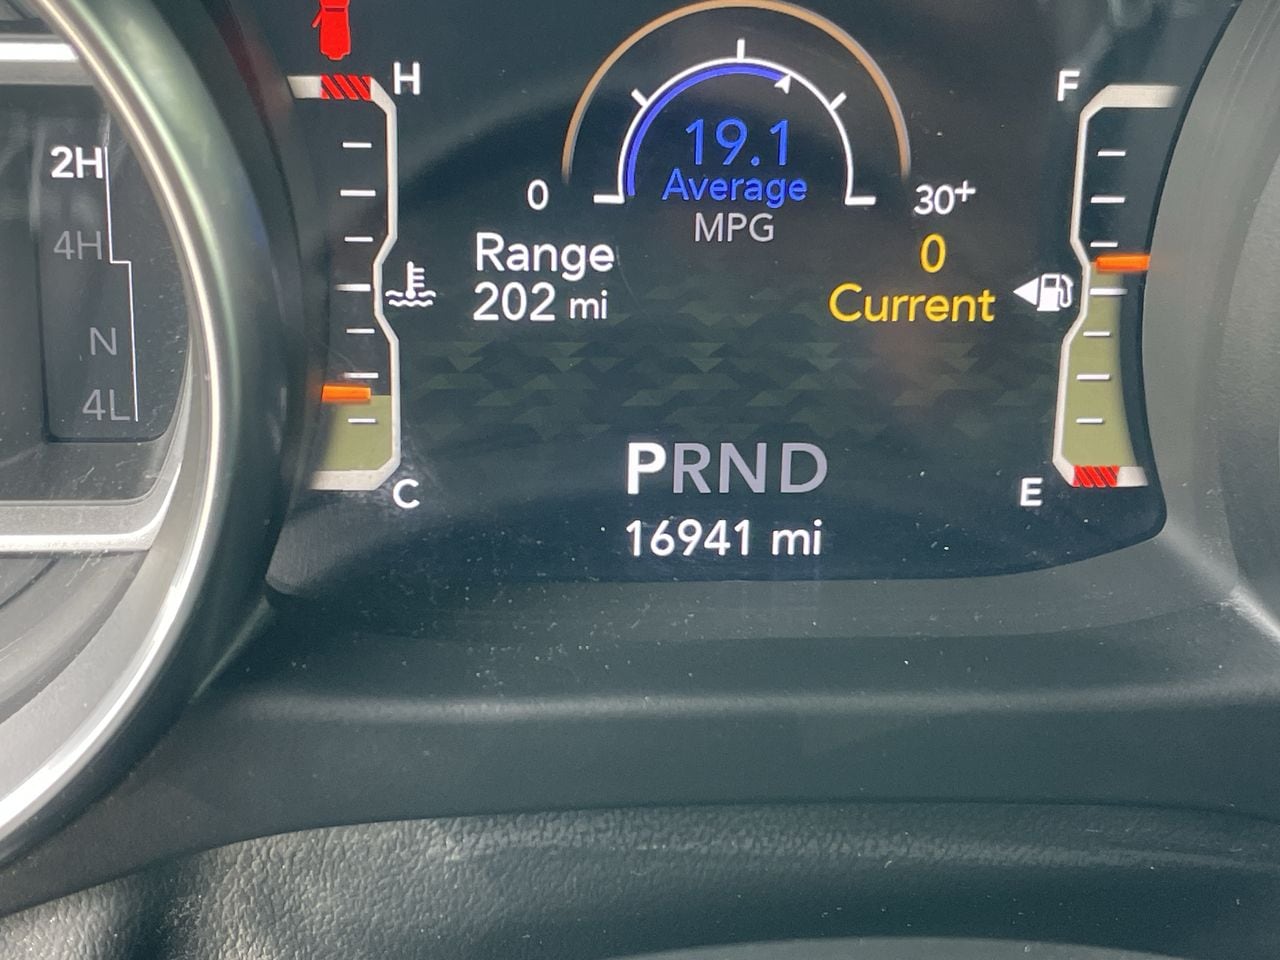 H
F
2H
19.1
Average
MPG
0
30+
4H
Range
0
202 mi
Current
N
4L
PRND
C
E
16941 mi